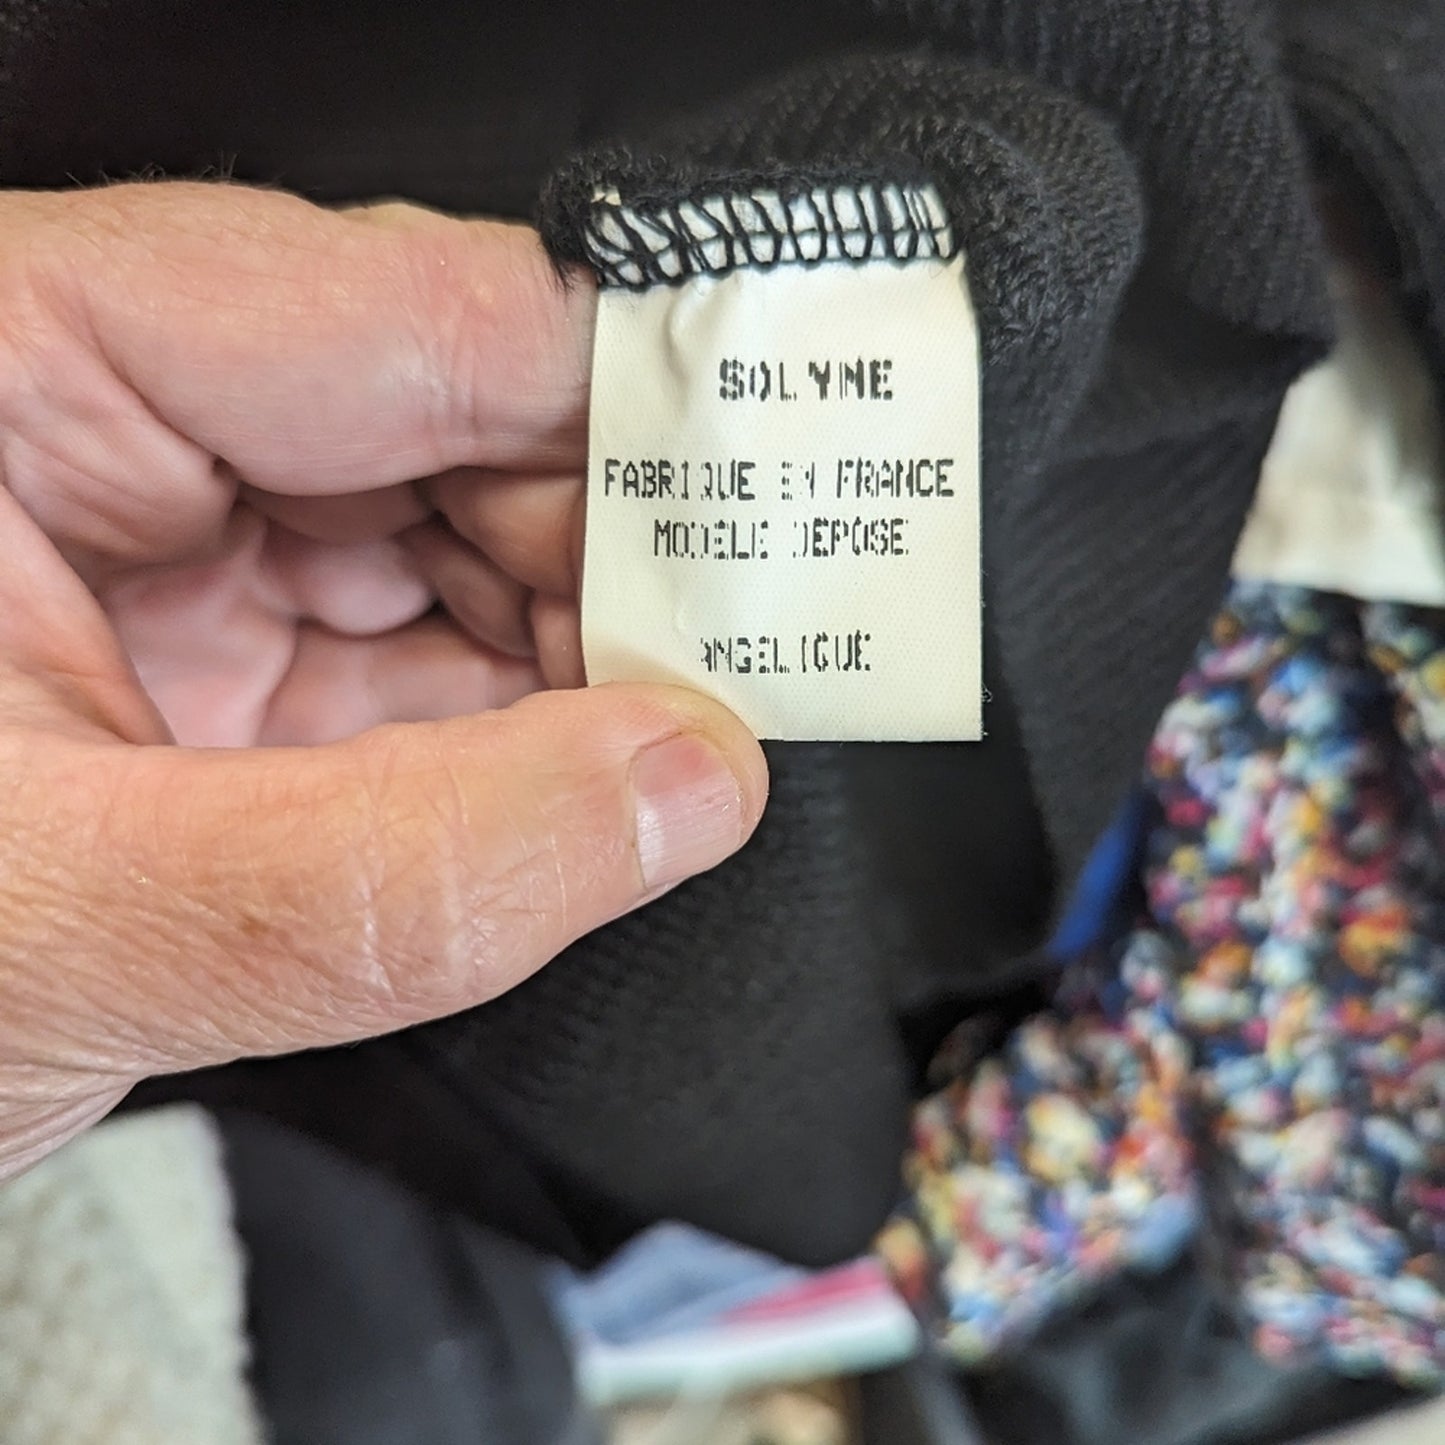 SOLYNE
FABRIQUE EN FRANCE
MODELE DEPOSE
ANGELIQUE